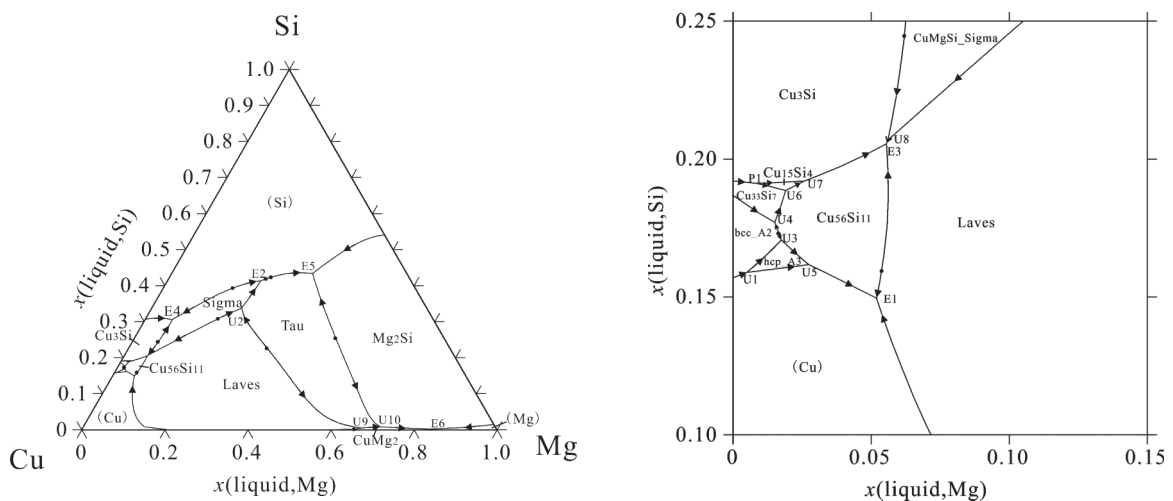 Si
1.0
0.9
0.8
0.7
0.6
0.5
0.4
0.3
0.2
0.1
0
x(liquid,Si)
(Si)
E5
E2
E4
Sigma
U2
Cu3Si
Tau
Mg2Si
Cu56Si11
Laves
(Cu)
U9
U10
E6
(Mg)
CuMg2
0
0.2
0.4
0.6
0.8
1.0
Cu
Mg
x(liquid,Mg)
0.25
0.20
0.15
0.10
x(liquid,Si)
CuMgSi_Sigma
Cu3Si
U8
E3
P1
Cu15Si4
U7
Cu33Si7
U6
Cu56Si11
Laves
U4
bcc_A2
U3
hcp_A3
U1
U5
E1
(Cu)
0
0.05
0.10
0.15
x(liquid,Mg)